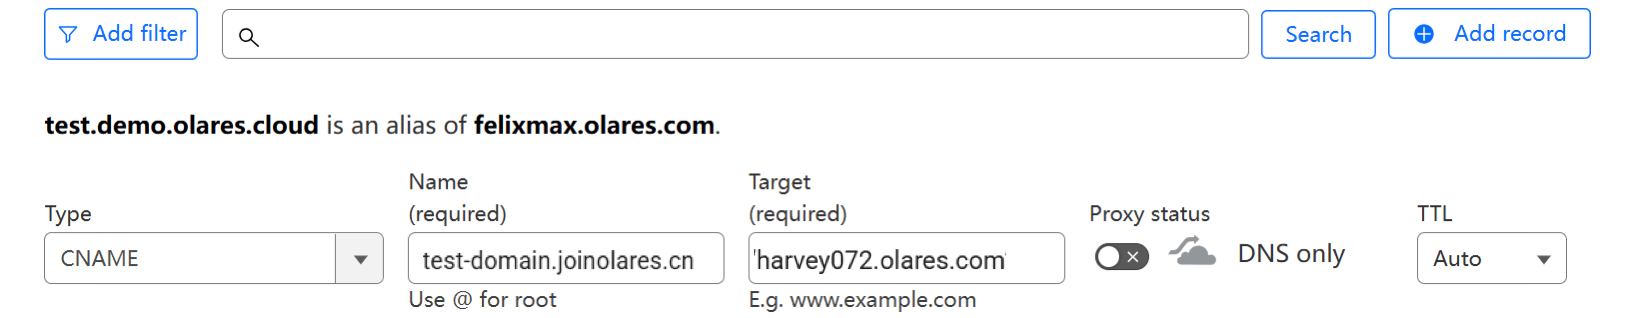 Add filter
Search
Add record
test.demo.olares.cloud is an alias of felixmax.olares.com.
Type
Name
(required)
Target
(required)
Proxy status
TTL
CNAME
test-domain.joinolares.cn
'harvey072.olares.com'
DNS only
Auto
Use @ for root
E.g. www.example.com